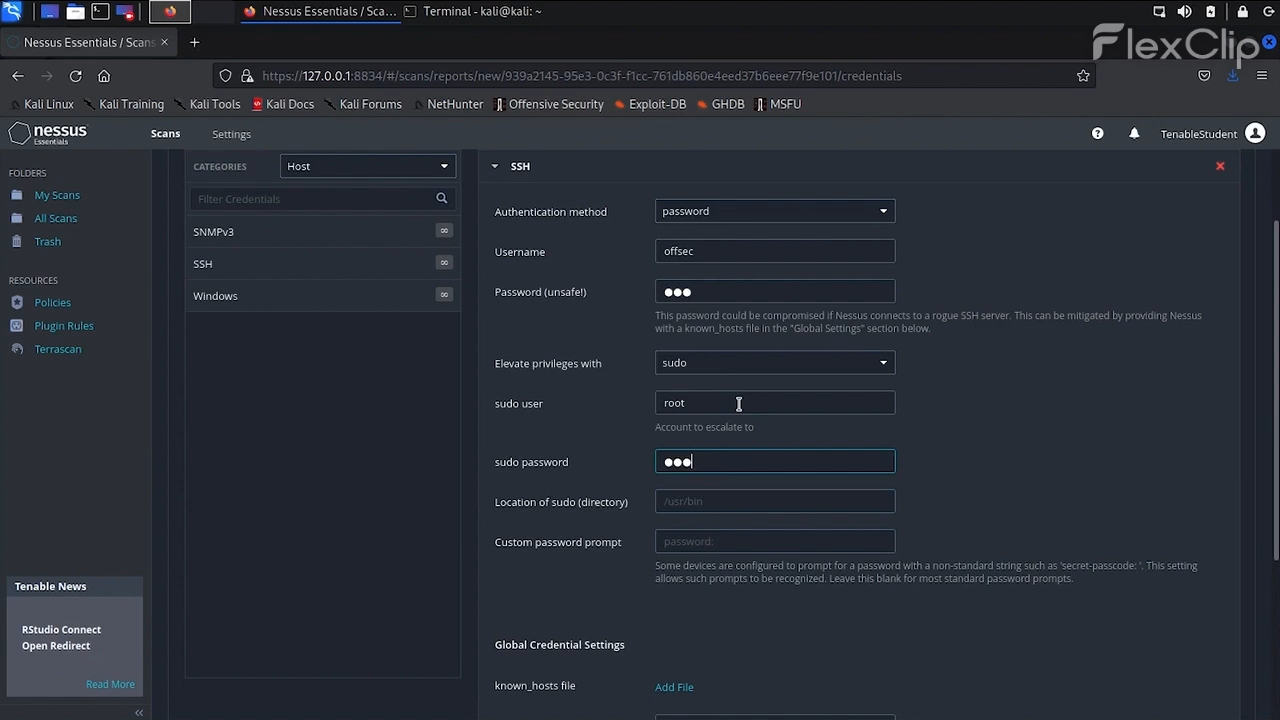 Nessus Essentials / Sca...
Terminal - kali@kali: ~
Nessus Essentials / Scans
FlexClip
https://127.0.0.1:8834/#/scans/reports/new/939a2145-95e3-0c3f-f1cc-761db860e4eed37b6eee77f9e101/credentials
Kali Linux
Kali Training
Kali Tools
Kali Docs
Kali Forums
NetHunter
Offensive Security
Exploit-DB
GHDB
MSFU
nessus
Essentials
Scans
Settings
TenableStudent
FOLDERS
My Scans
All Scans
Trash
RESOURCES
Policies
Plugin Rules
Terrascan
Tenable News
RStudio Connect
Open Redirect
Read More
CATEGORIES
Host
Filter Credentials
SNMPv3
SSH
Windows
SSH
Authentication method
password
Username
offsec
Password (unsafe!)
●●●
This password could be compromised if Nessus connects to a rogue SSH server. This can be mitigated by providing Nessus
with a known_hosts file in the "Global Settings" section below.
Elevate privileges with
sudo
sudo user
root
Account to escalate to
sudo password
●●●
Location of sudo (directory)
/usr/bin
Custom password prompt
password:
Some devices are configured to prompt for a password with a non-standard string such as 'secret-passcode: '. This setting
allows such prompts to be recognized. Leave this blank for most standard password prompts.
Global Credential Settings
known_hosts file
Add File